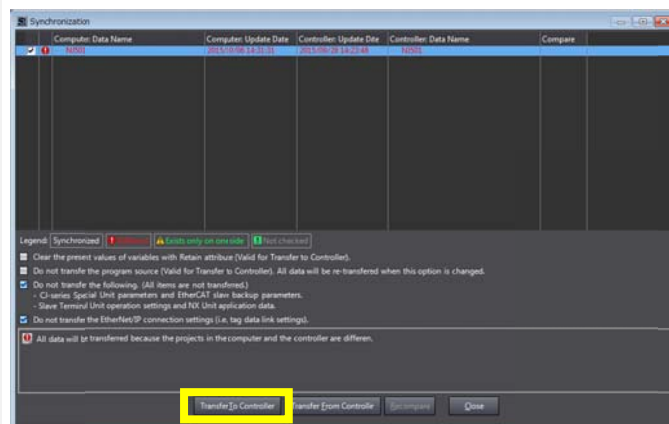 Synchronization
Computer: Data Name Computer: Update Date Controller: Update Dite Controller: Data Name Compare
NJ501 2015/10/06 14:31:31 2015/09/28 14:23:48 NJ501
Legend: Synchronized Exists only on one side Not checked
Clear the present values of variables with Retain attribute (Valid for Transfer to Controller).
Do not transfer the program source (Valid for Transfer to Controller). All data will be re-transferred when this option is changed.
Do not transfer the following. (All items are not transferred.)
- CJ-series Special Unit parameters and EtherCAT slave backup parameters.
- Slave Terminal Unit operation settings and NX Unit application data.
Do not transfer the EtherNet/IP connection settings (i.e, tag data link settings).
All data will be transferred because the projects in the computer and the controller are differen.
Transfer To Controller Transfer From Controller Recompare Close